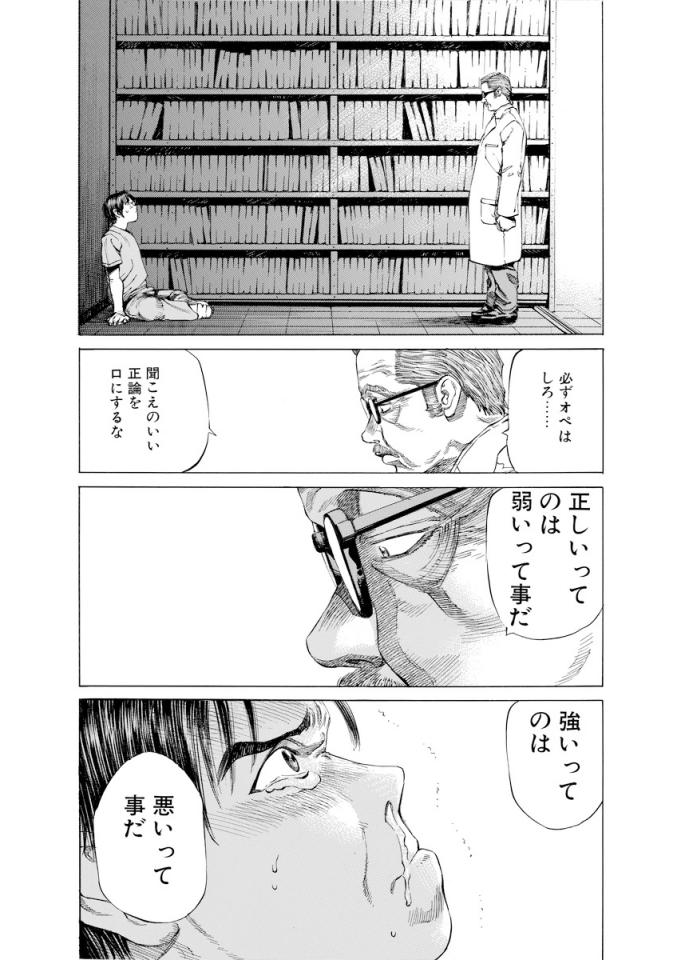 必ずオペは
しろ……
聞こえのいい
正論を
口にするな
正しいって
のは
弱いって事だ
強いって
のは
悪いって
事だ